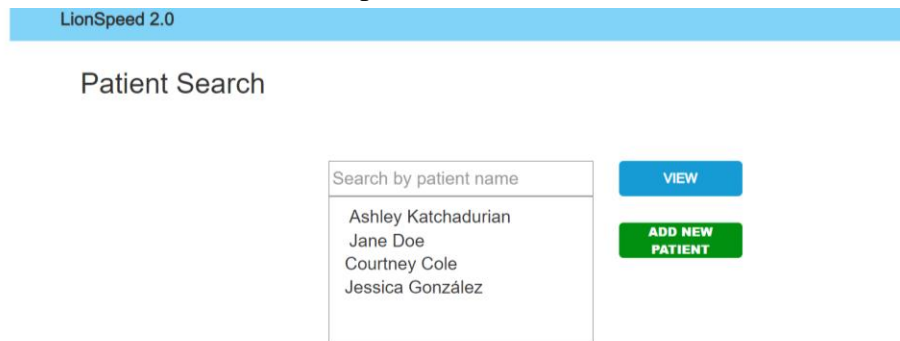 LionSpeed 2.0
Patient Search
Search by patient name
VIEW
Ashley Katchadurian
Jane Doe
Courtney Cole
Jessica González
ADD NEW
PATIENT